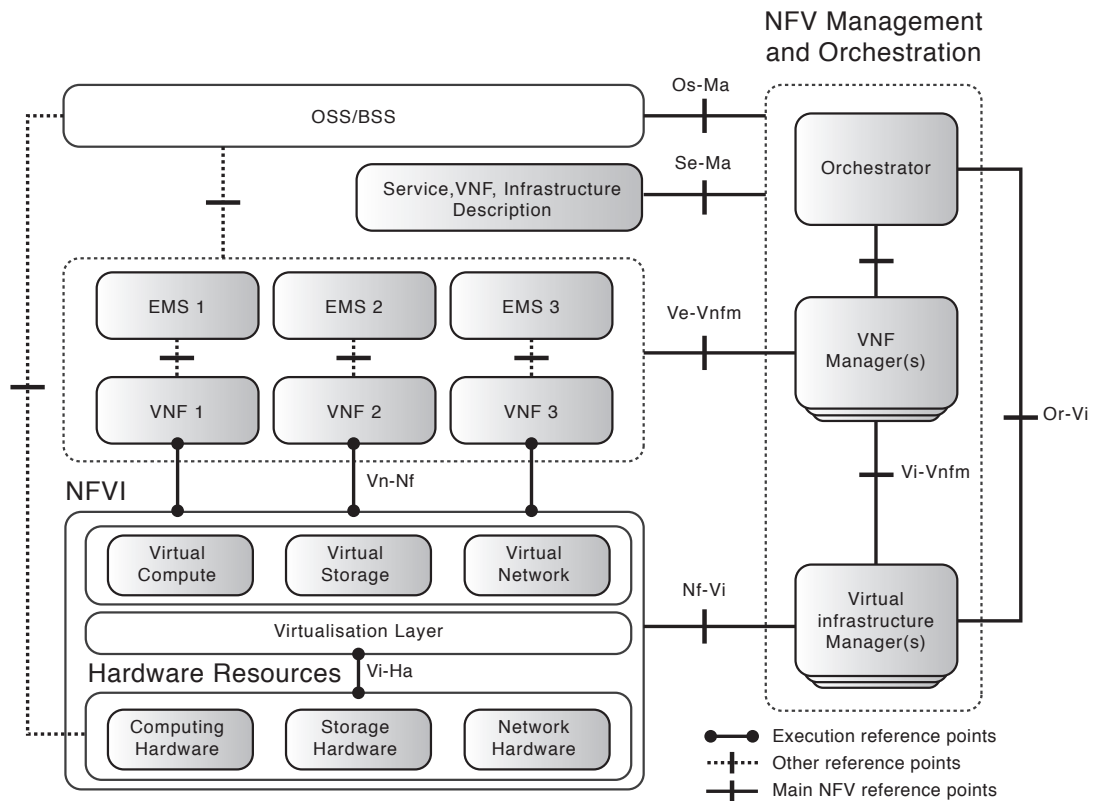 NFV Management
and Orchestration
Os-Ma
OSS/BSS
Orchestrator
Se-Ma
Service,VNF, Infrastructure
Description
EMS 1
EMS 2
EMS 3
Ve-Vnfm
VNF
Manager(s)
VNF 1
VNF 2
VNF 3
Or-Vi
Vn-Nf
Vi-Vnfm
NFVI
Virtual
Compute
Virtual
Storage
Virtual
Network
Nf-Vi
Virtual
infrastructure
Manager(s)
Virtualisation Layer
Hardware Resources
Vi-Ha
Computing
Hardware
Storage
Hardware
Network
Hardware
Execution reference points
Other reference points
Main NFV reference points